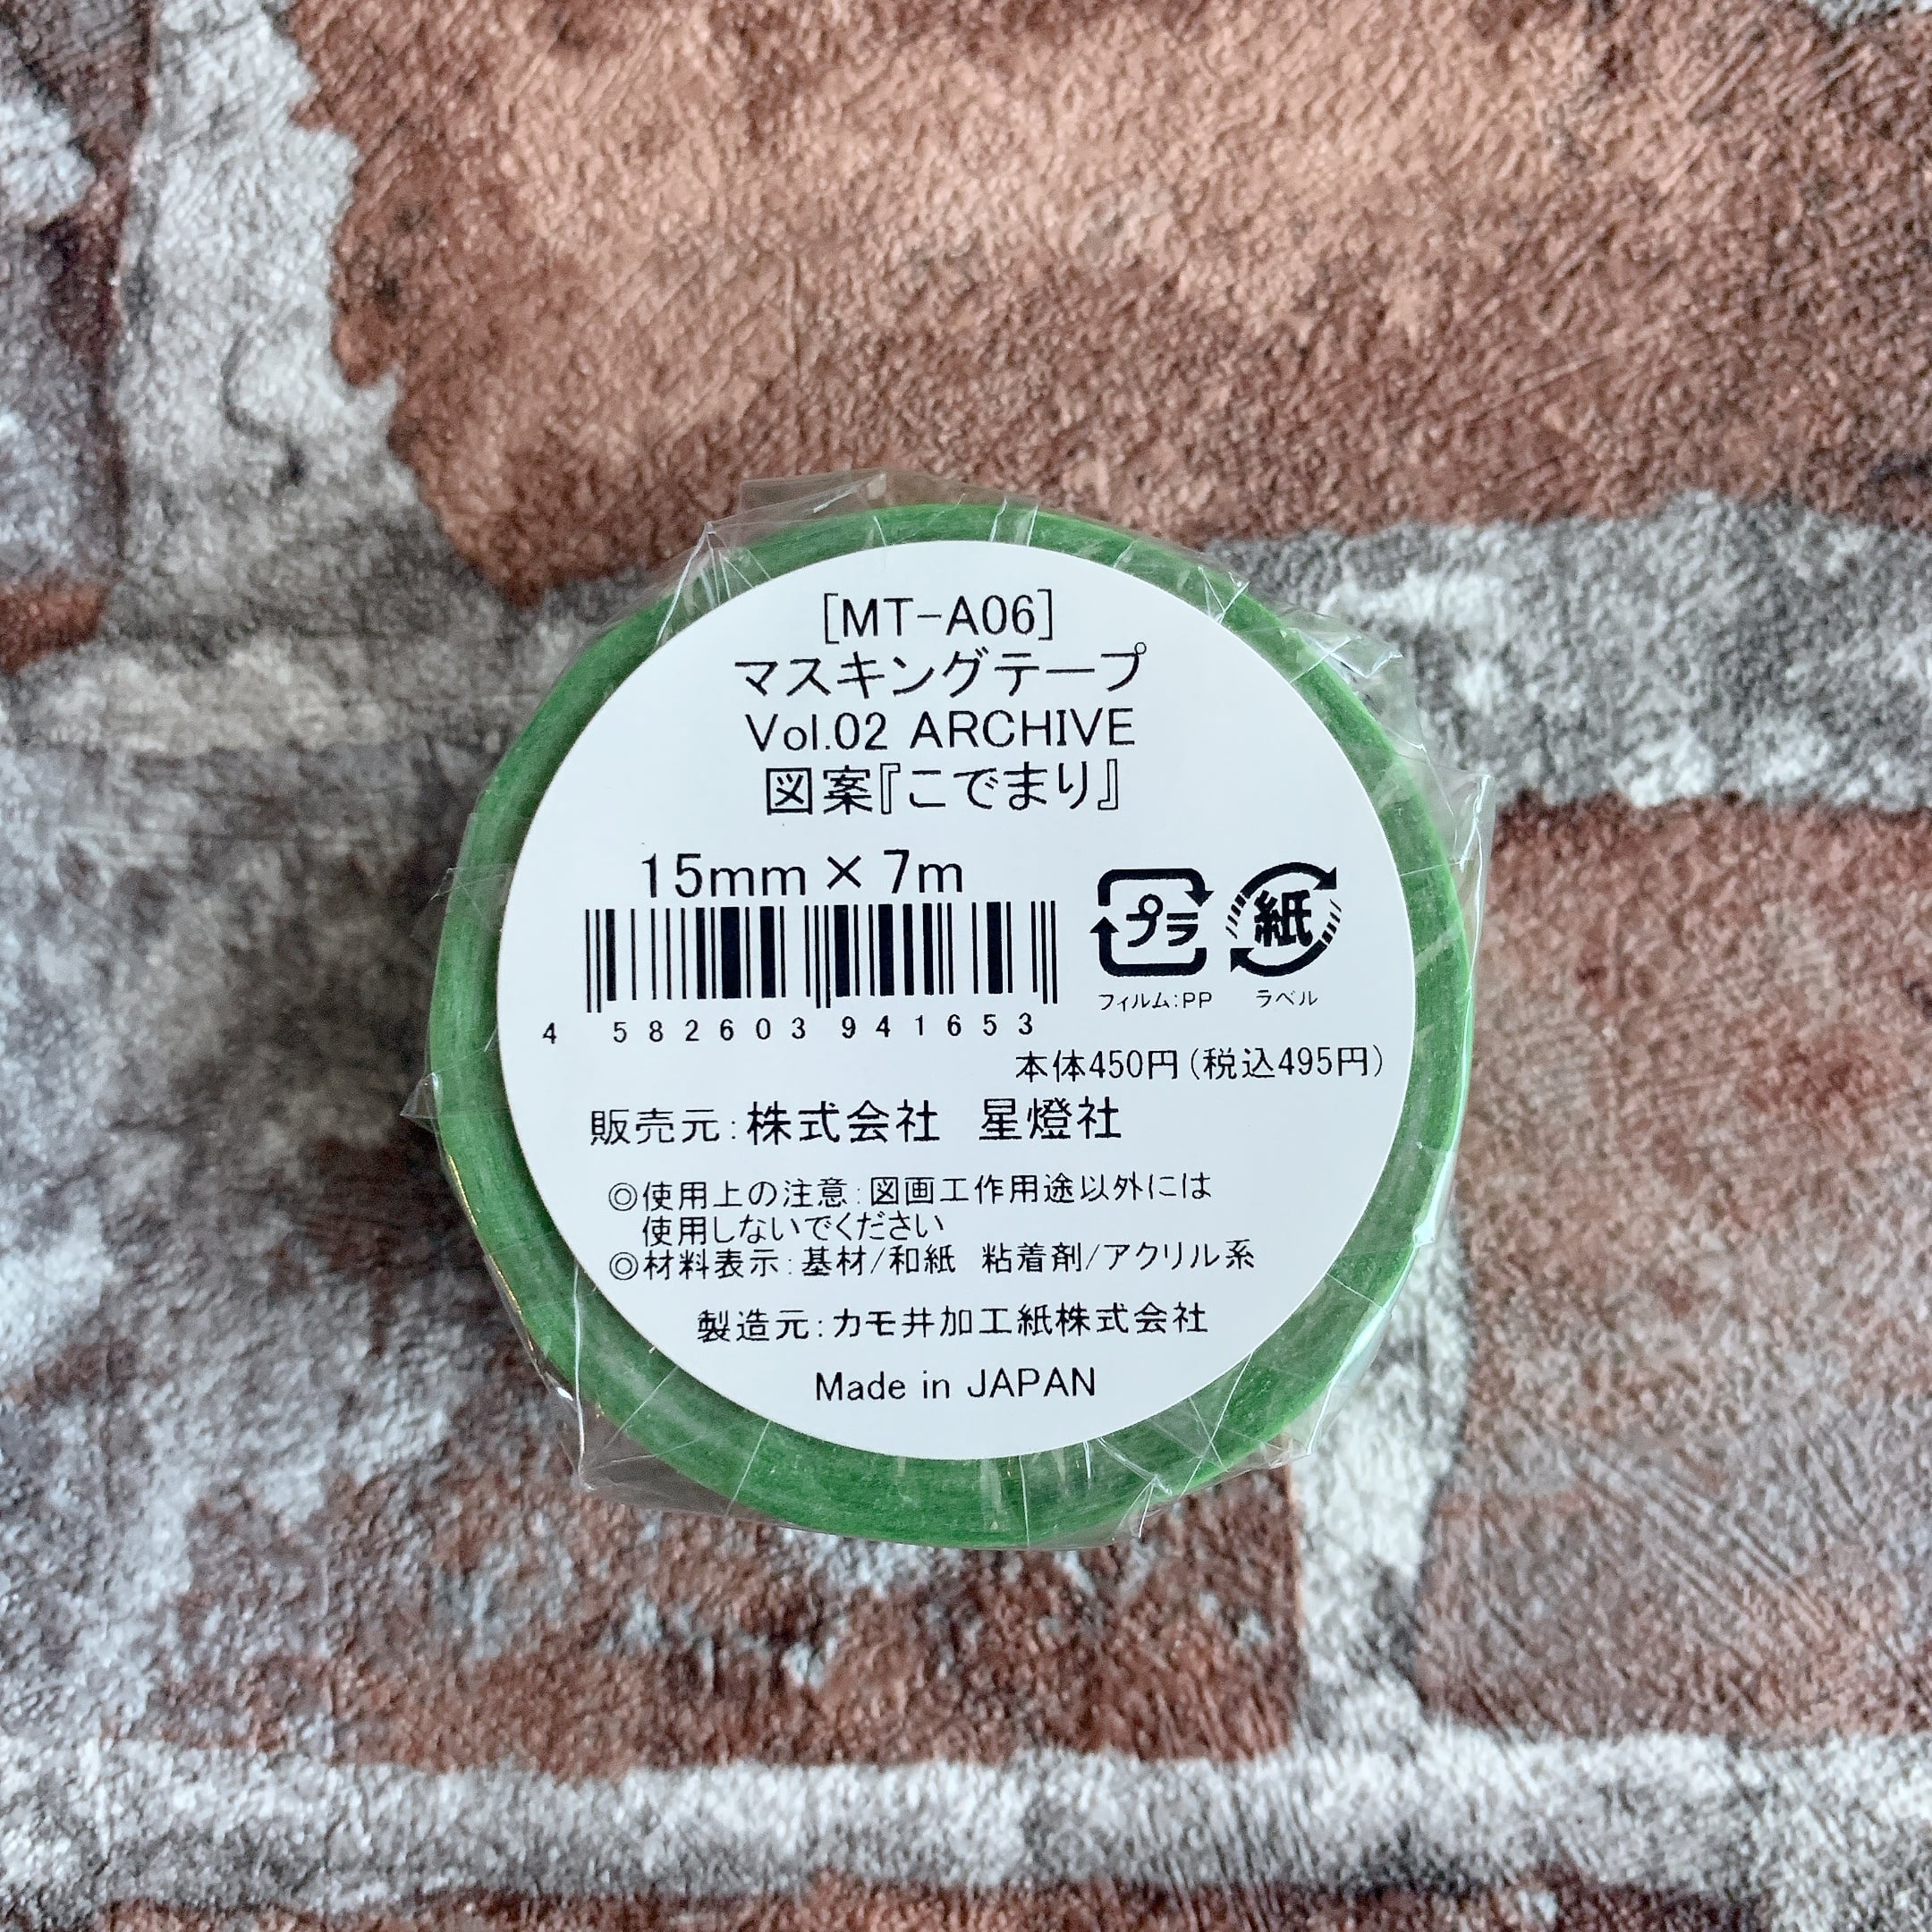 [MT-A06]
マスキングテープ
Vol.02 ARCHIVE
図案『こでまり』
15mm×7m
プラ 紙
フィルム:PP ラベル
4 582603 941653
本体450円(税込495円)
販売元:株式会社 星燈社
◎使用上の注意:図画工作用途以外には
使用しないでください
◎材料表示:基材/和紙 粘着剤/アクリル系
製造元:カモ井加工紙株式会社
Made in JAPAN